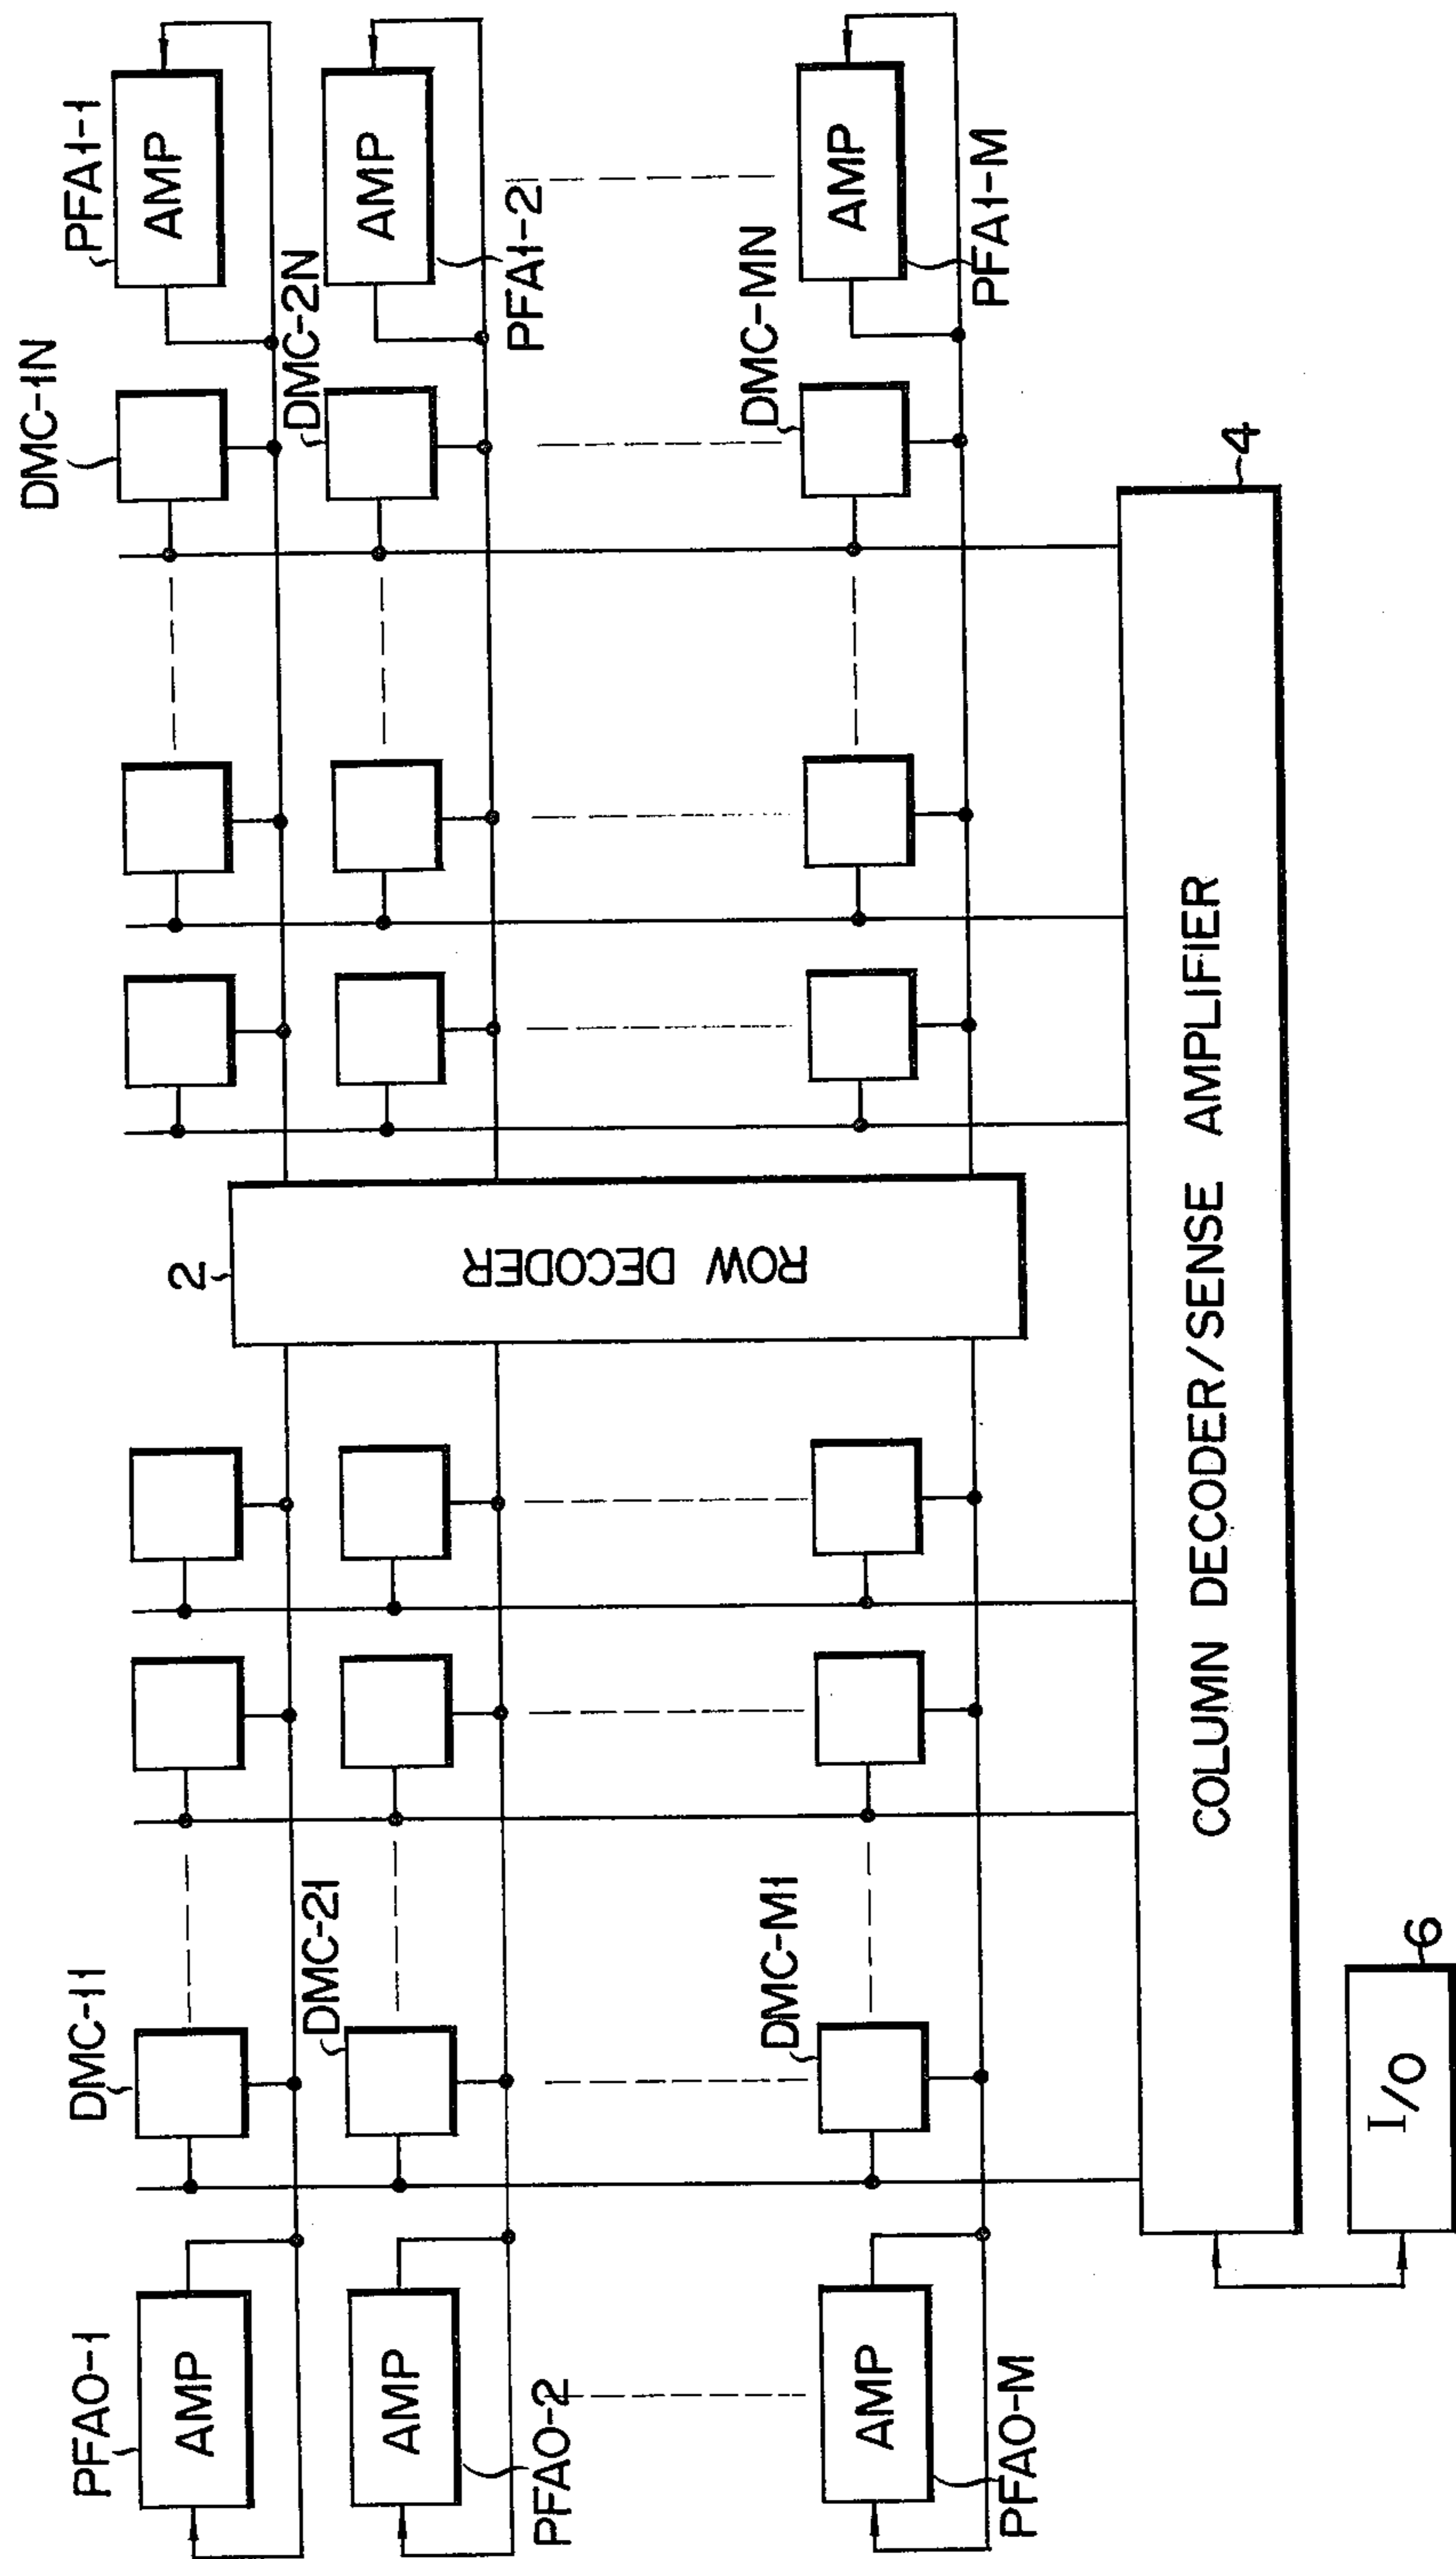 PFA0-1
AMP
DMC-11
DMC-1N
PFA1-1
AMP
AMP
DMC-21
DMC-2N
AMP
PFA0-2
PFA1-2
2
ROW DECODER
AMP
DMC-M1
DMC-MN
AMP
PFA0-M
PFA1-M
COLUMN DECODER/SENSE AMPLIFIER
4
I/O
6